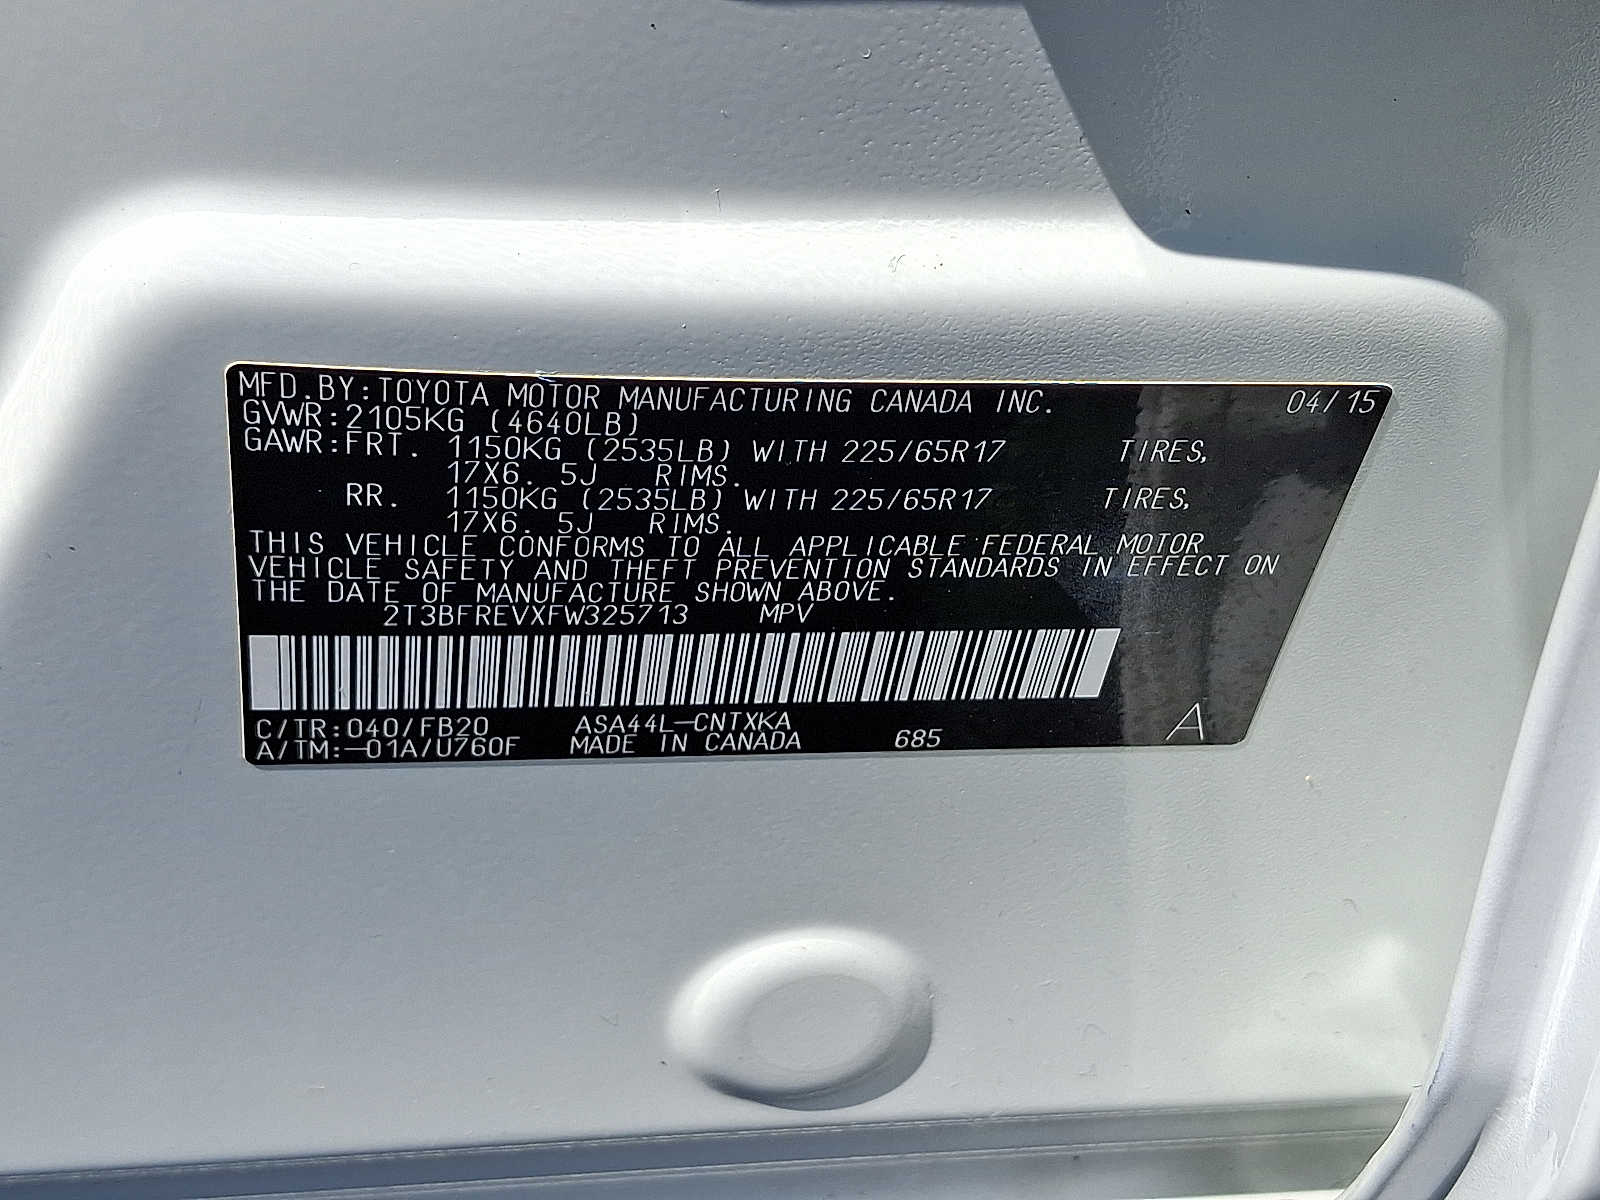 MFD.BY:TOYOTA MOTOR MANUFACTURING CANADA INC. 04/15
GVWR:2105KG (4640LB)
GAWR:FRT. 1150KG (2535LB) WITH 225/65R17 TIRES,
17X6. 5J RIMS.
RR. 1150KG (2535LB) WITH 225/65R17 TIRES,
17X6. 5J RIMS.
THIS VEHICLE CONFORMS TO ALL APPLICABLE FEDERAL MOTOR
VEHICLE SAFETY AND THEFT PREVENTION STANDARDS IN EFFECT ON
THE DATE OF MANUFACTURE SHOWN ABOVE.
2T3BFREVXFW325713 MPV
C/TR:040/FB20 ASA44L-CNTXKA
A/TM:-01A/U760F MADE IN CANADA 685 A